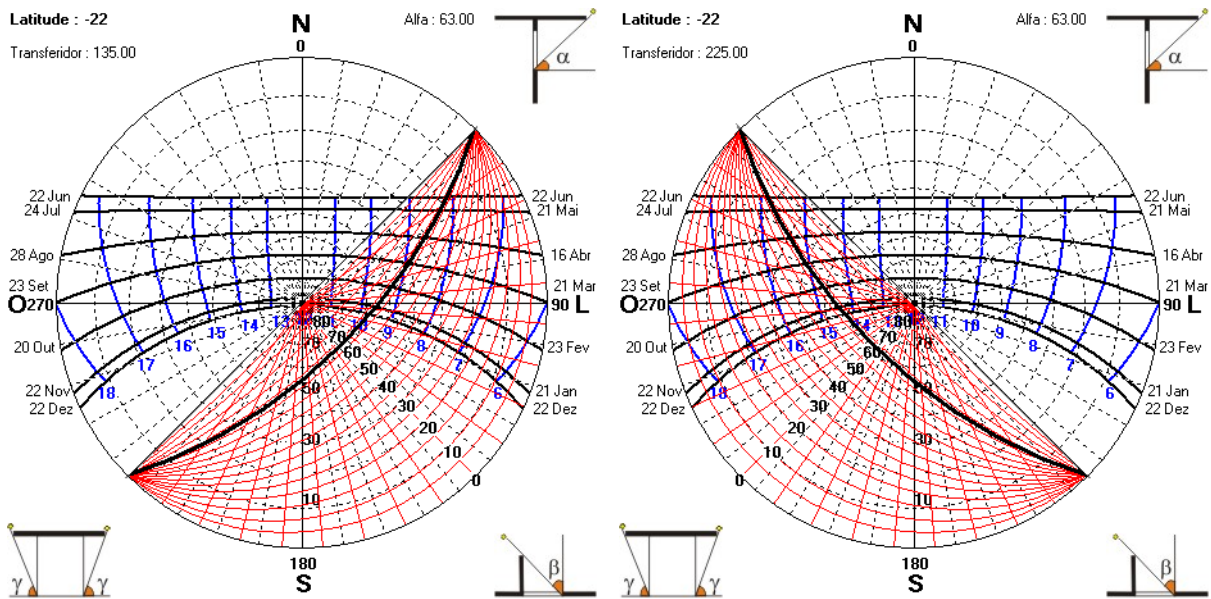 Latitude : -22
N
Alfa : 63.00
Transferidor : 135.00
0
α
22 Jun
22 Jun
24 Jul
21 Mai
28 Ago
16 Abr
23 Set
21 Mar
O 270
90 L
20 Out
23 Fev
22 Nov
21 Jan
22 Dez
22 Dez
18
17
16
15
14
13
9
8
7
6
80
70
60
50
40
30
20
10
0
70
50
30
10
180
S
γ
γ
β
Latitude : -22
N
Alfa : 63.00
Transferidor : 225.00
0
α
22 Jun
22 Jun
24 Jul
21 Mai
28 Ago
16 Abr
23 Set
21 Mar
O 270
90 L
20 Out
23 Fev
22 Nov
21 Jan
22 Dez
22 Dez
18
17
16
15
14
11
10
9
8
7
6
80
70
60
50
40
30
20
10
0
70
30
10
180
S
γ
γ
β